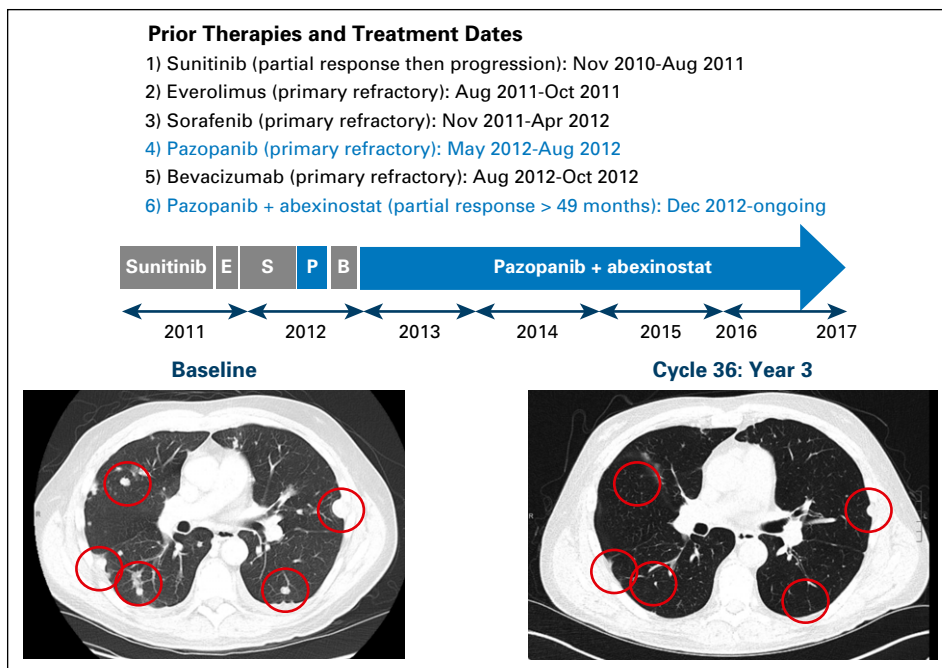 Prior Therapies and Treatment Dates
1) Sunitinib (partial response then progression): Nov 2010-Aug 2011
2) Everolimus (primary refractory): Aug 2011-Oct 2011
3) Sorafenib (primary refractory): Nov 2011-Apr 2012
4) Pazopanib (primary refractory): May 2012-Aug 2012
5) Bevacizumab (primary refractory): Aug 2012-Oct 2012
6) Pazopanib + abexinostat (partial response > 49 months): Dec 2012-ongoing
Sunitinib E S P B Pazopanib + abexinostat
2011 2012 2013 2014 2015 2016 2017
Baseline Cycle 36: Year 3
R R